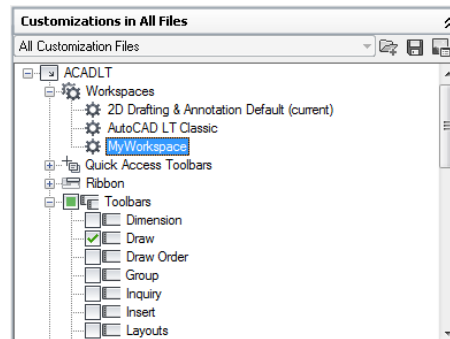 Customizations in All Files
All Customization Files
ACADLT
Workspaces
2D Drafting & Annotation Default (current)
AutoCAD LT Classic
MyWorkspace
Quick Access Toolbars
Ribbon
Toolbars
Dimension
Draw
Draw Order
Group
Inquiry
Insert
Layouts